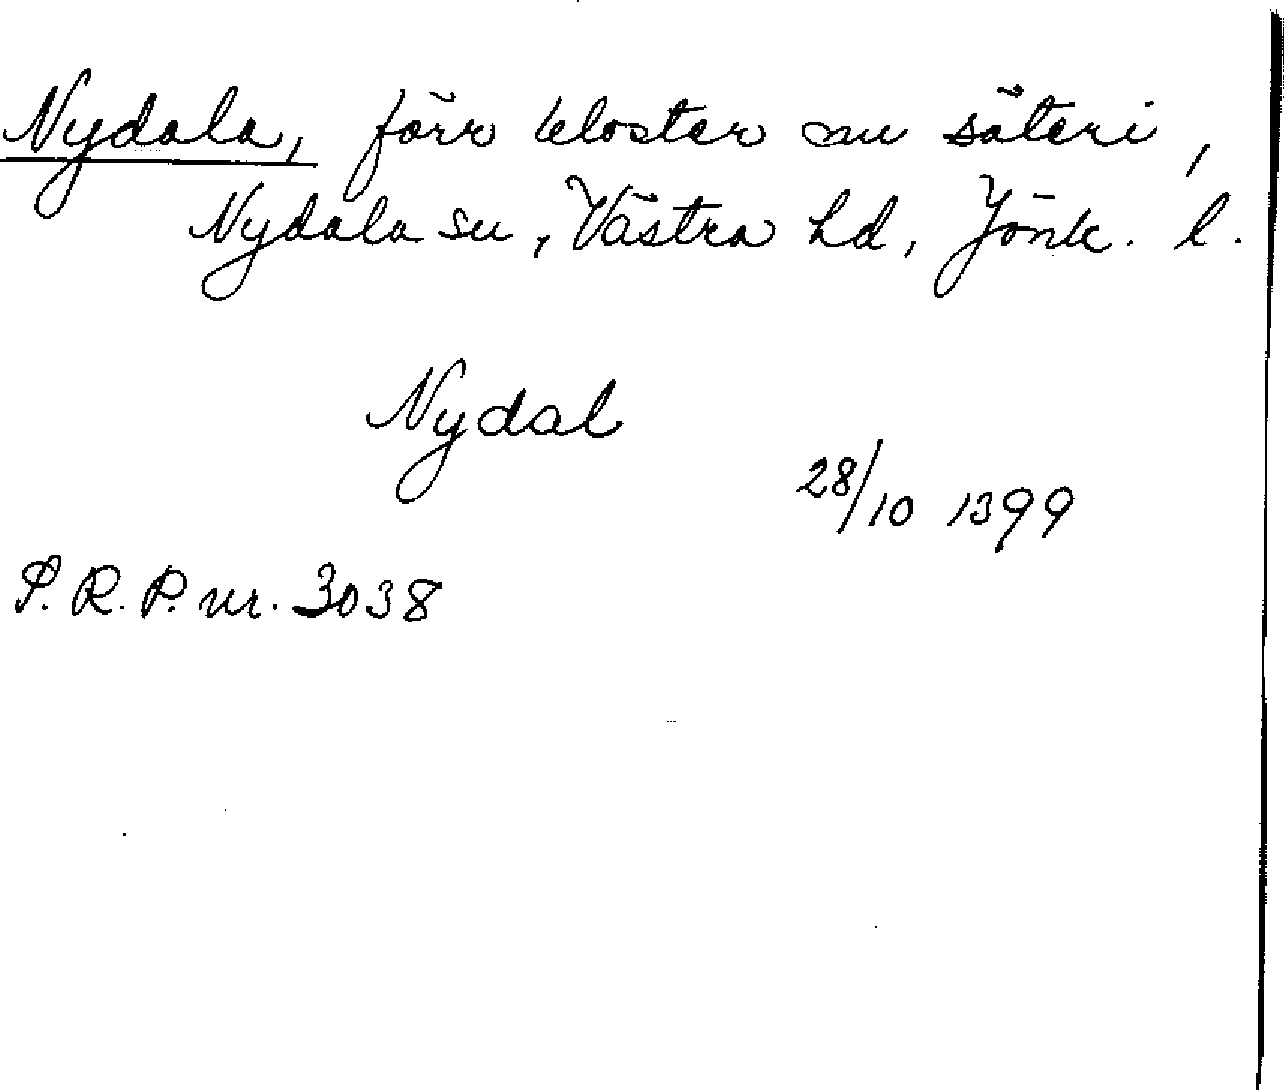 Nydala, förr kloster nu säteri,
Nydala sn, Västra hd, Jönk. l.
Nydal
28/10 1399
S.R.P. nr. 3038